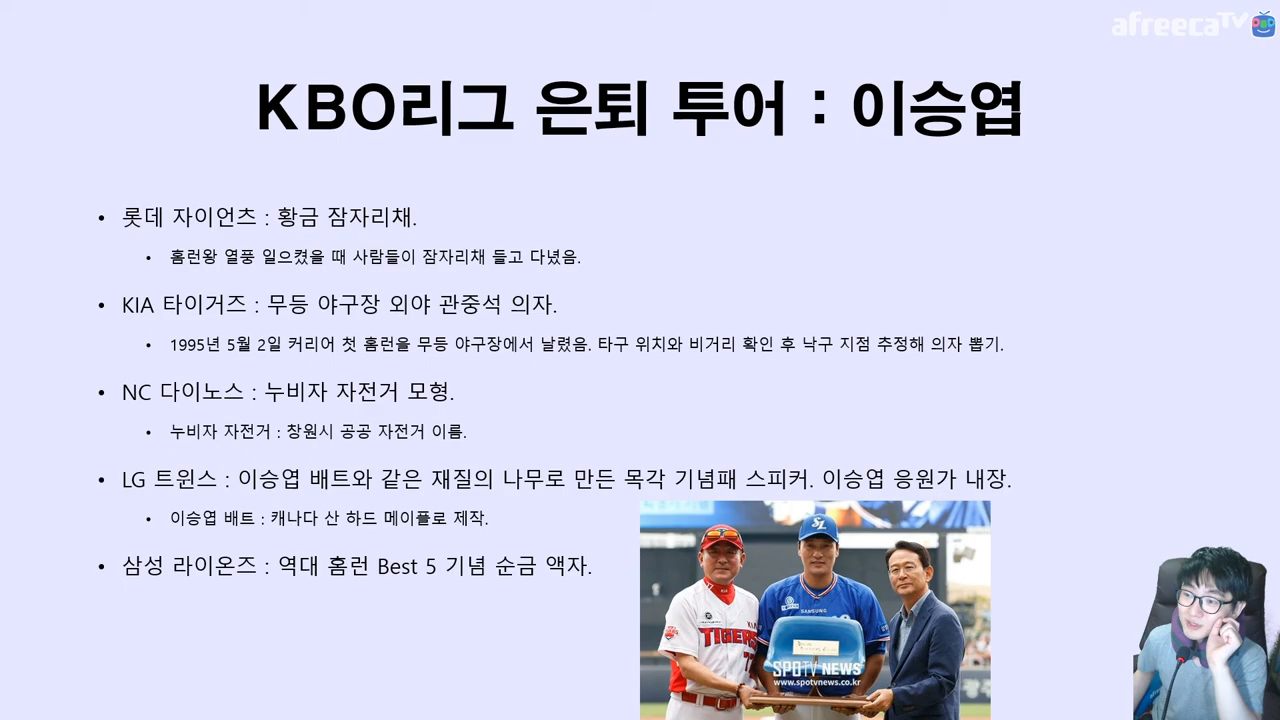 afreecaTV
KBO리그 은퇴 투어 : 이승엽
• 롯데 자이언츠 : 황금 잠자리채.
• 홈런왕 열풍 일으켰을 때 사람들이 잠자리채 들고 다녔음.
• KIA 타이거즈 : 무등 야구장 외야 관중석 의자.
• 1995년 5월 2일 커리어 첫 홈런을 무등 야구장에서 날렸음. 타구 위치와 비거리 확인 후 낙구 지점 추정해 의자 뽑기.
• NC 다이노스 : 누비자 자전거 모형.
• 누비자 자전거 : 창원시 공공 자전거 이름.
• LG 트윈스 : 이승엽 배트와 같은 재질의 나무로 만든 목각 기념패 스피커. 이승엽 응원가 내장.
• 이승엽 배트 : 캐나다 산 하드 메이플로 제작.
• 삼성 라이온즈 : 역대 홈런 Best 5 기념 순금 액자.
SL
SAMSUNG
TIGERS
SPOTV NEWS
www.spotvnews.co.kr